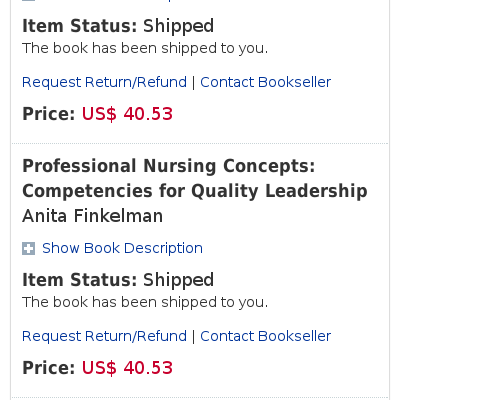 Item Status: Shipped
The book has been shipped to you.
Request Return/Refund | Contact Bookseller
Price: US$ 40.53
Professional Nursing Concepts:
Competencies for Quality Leadership
Anita Finkelman
Show Book Description
Item Status: Shipped
The book has been shipped to you.
Request Return/Refund | Contact Bookseller
Price: US$ 40.53